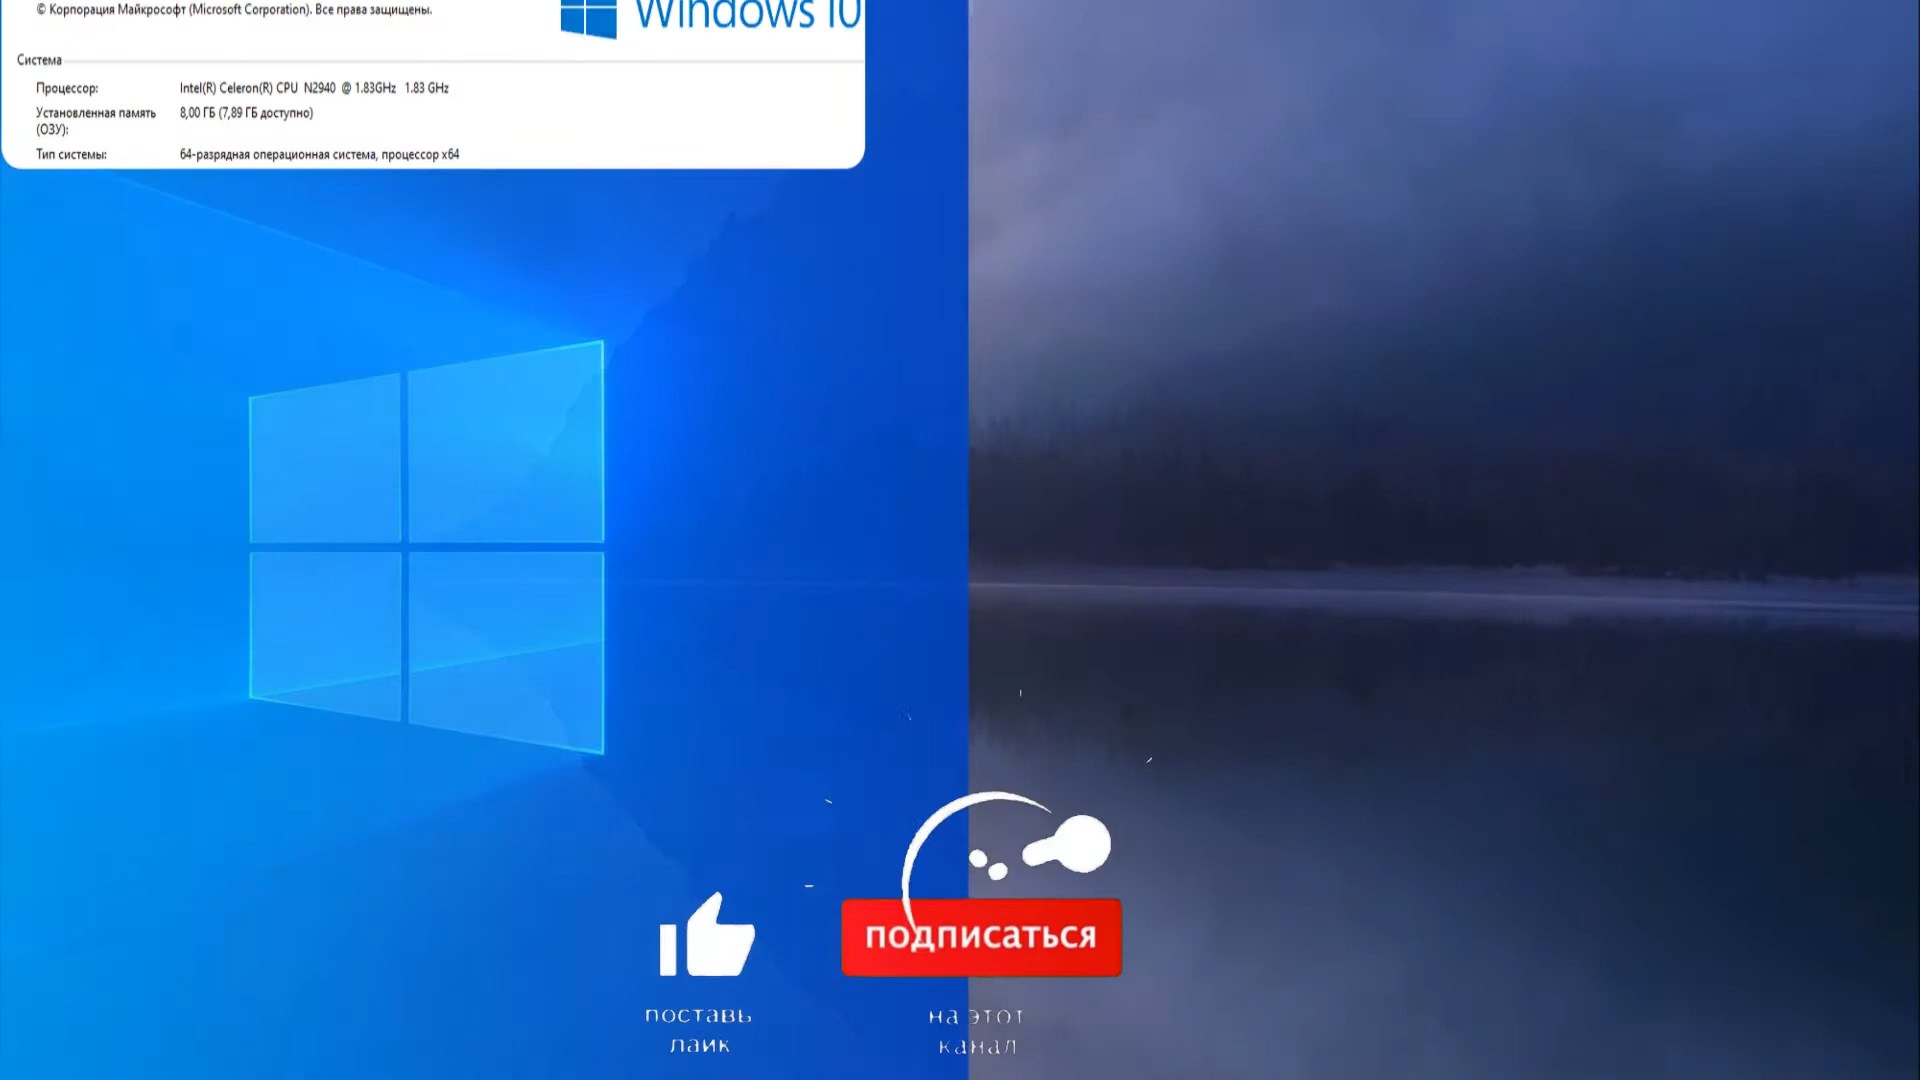 © Корпорация Майкрософт (Microsoft Corporation). Все права защищены.
Windows 10
Система
Процессор: Intel(R) Celeron(R) CPU N2940 @ 1.83GHz 1.83 GHz
Установленная память 8,00 ГБ (7,89 ГБ доступно)
(ОЗУ):
Тип системы: 64-разрядная операционная система, процессор x64
подписаться
поставь
лайк
на этот
канал